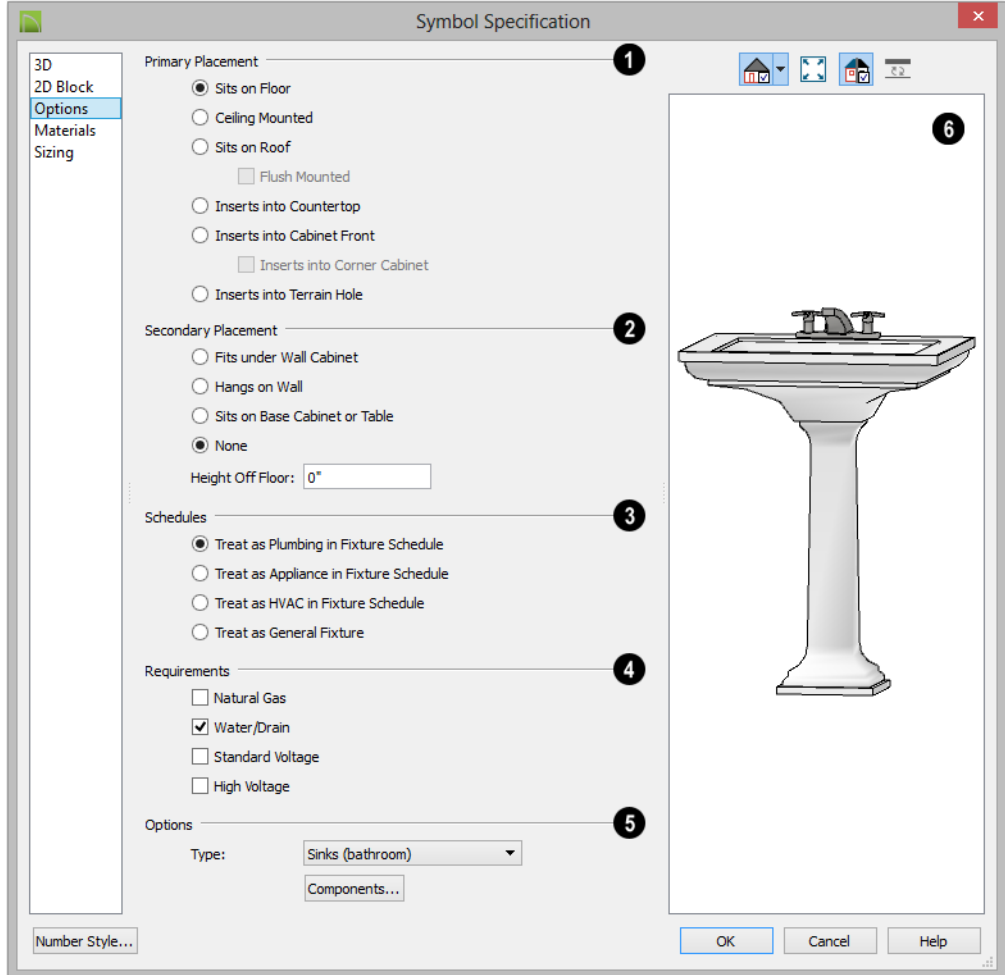 Symbol Specification
3D
2D Block
Options
Materials
Sizing
Primary Placement 1
Sits on Floor
Ceiling Mounted
Sits on Roof
Flush Mounted
Inserts into Countertop
Inserts into Cabinet Front
Inserts into Corner Cabinet
Inserts into Terrain Hole
Secondary Placement 2
Fits under Wall Cabinet
Hangs on Wall
Sits on Base Cabinet or Table
None
Height Off Floor: 0"
Schedules 3
Treat as Plumbing in Fixture Schedule
Treat as Appliance in Fixture Schedule
Treat as HVAC in Fixture Schedule
Treat as General Fixture
Requirements 4
Natural Gas
Water/Drain
Standard Voltage
High Voltage
Options 5
Type: Sinks (bathroom)
Components...
6
Number Style... OK Cancel Help